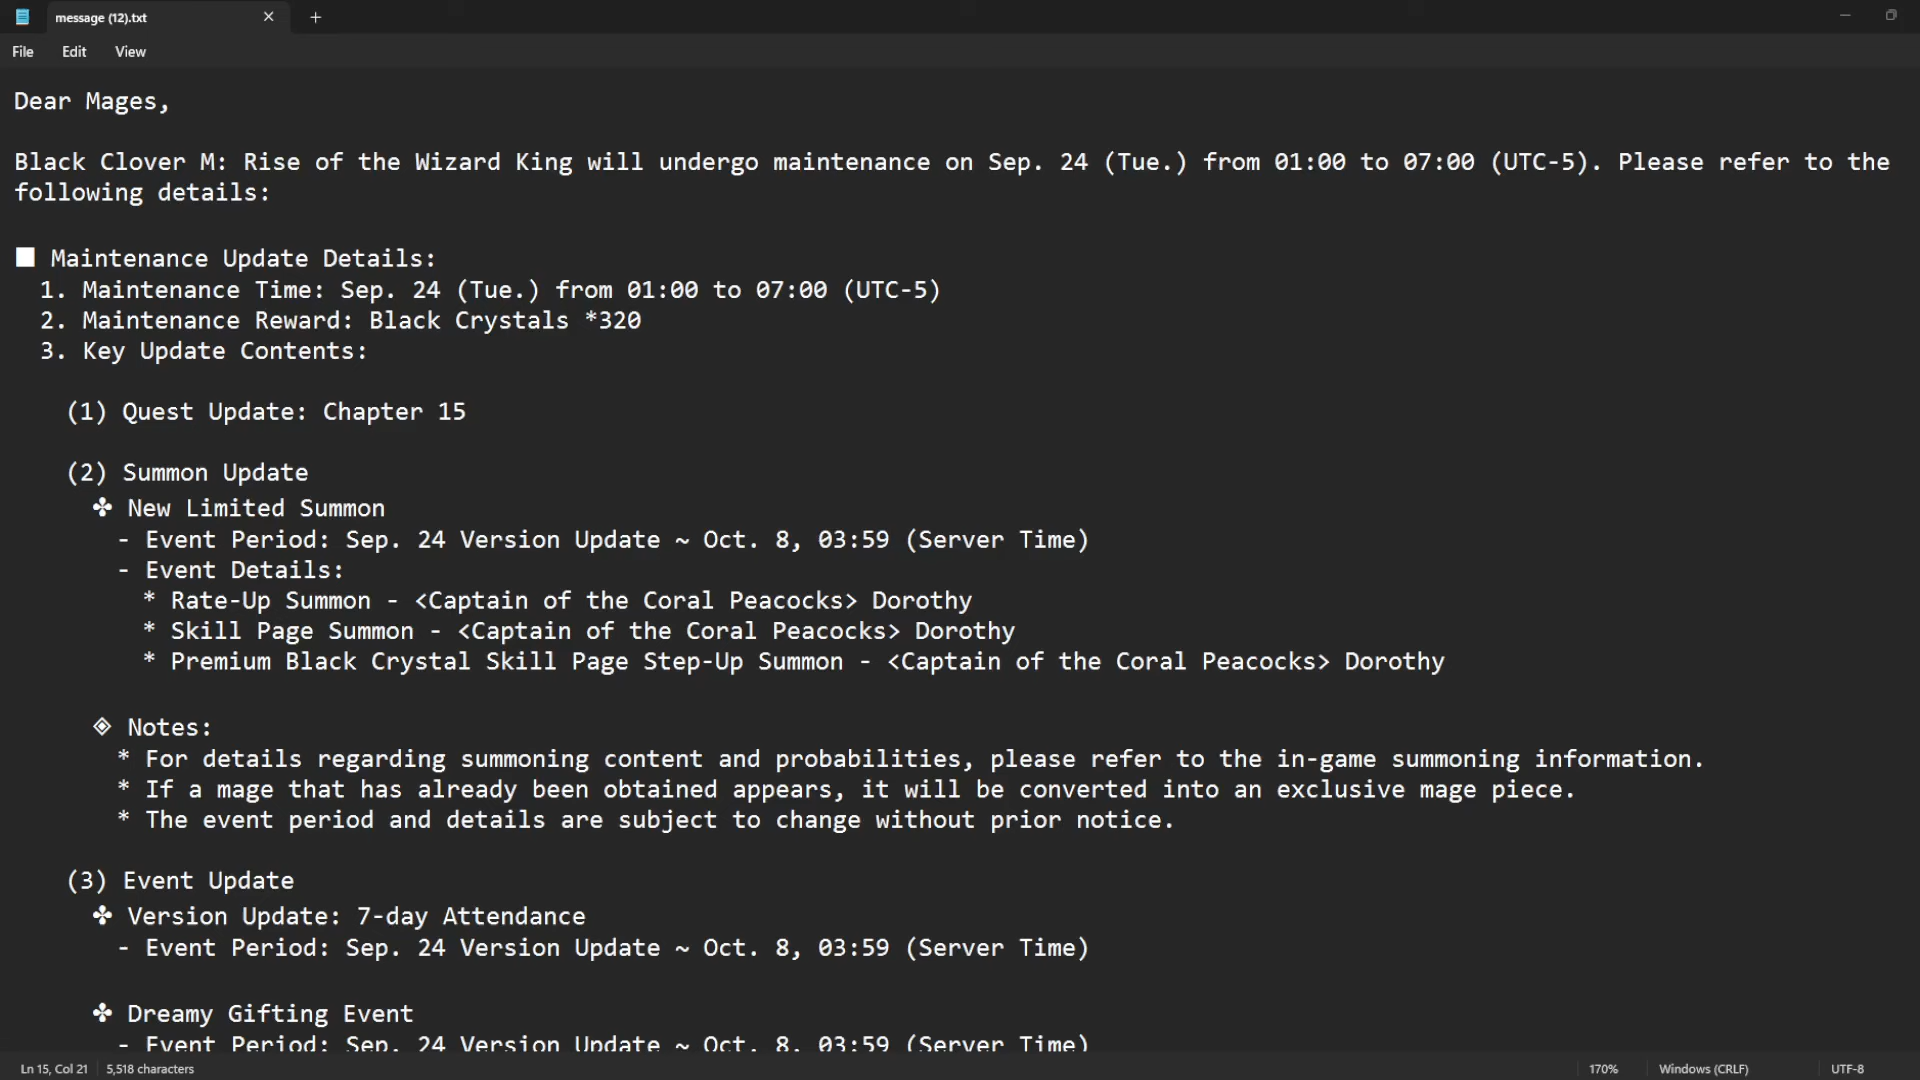 message (12).txt
File Edit View
Dear Mages,
Black Clover M: Rise of the Wizard King will undergo maintenance on Sep. 24 (Tue.) from 01:00 to 07:00 (UTC-5). Please refer to the
following details:
■ Maintenance Update Details:
1. Maintenance Time: Sep. 24 (Tue.) from 01:00 to 07:00 (UTC-5)
2. Maintenance Reward: Black Crystals *320
3. Key Update Contents:
(1) Quest Update: Chapter 15
(2) Summon Update
✤ New Limited Summon
- Event Period: Sep. 24 Version Update ~ Oct. 8, 03:59 (Server Time)
- Event Details:
* Rate-Up Summon - <Captain of the Coral Peacocks> Dorothy
* Skill Page Summon - <Captain of the Coral Peacocks> Dorothy
* Premium Black Crystal Skill Page Step-Up Summon - <Captain of the Coral Peacocks> Dorothy
◈ Notes:
* For details regarding summoning content and probabilities, please refer to the in-game summoning information.
* If a mage that has already been obtained appears, it will be converted into an exclusive mage piece.
* The event period and details are subject to change without prior notice.
(3) Event Update
✤ Version Update: 7-day Attendance
- Event Period: Sep. 24 Version Update ~ Oct. 8, 03:59 (Server Time)
✤ Dreamy Gifting Event
- Event Period: Sep. 24 Version Update ~ Oct. 8, 03:59 (Server Time)
Ln 15, Col 21 5,518 characters 170% Windows (CRLF) UTF-8